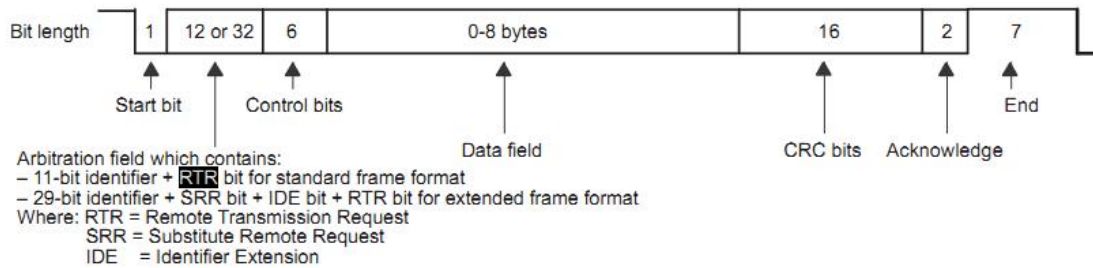 Bit length 1 12 or 32 6 0-8 bytes 16 2 7
Start bit Control bits End
Data field CRC bits Acknowledge
Arbitration field which contains:
– 11-bit identifier + RTR bit for standard frame format
– 29-bit identifier + SRR bit + IDE bit + RTR bit for extended frame format
Where: RTR = Remote Transmission Request
SRR = Substitute Remote Request
IDE = Identifier Extension